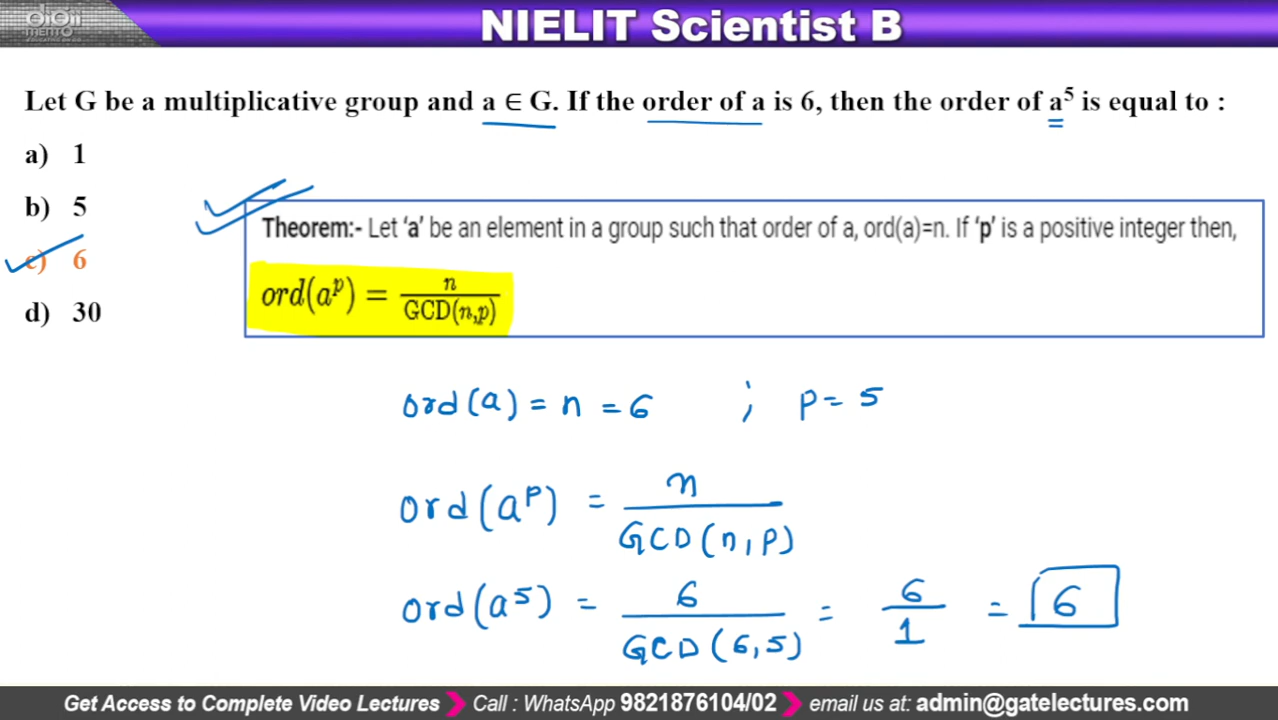 digii
mento
NIELIT Scientist B
Let G be a multiplicative group and a ∈ G. If the order of a is 6, then the order of a⁵ is equal to :
a) 1
b) 5
c) 6
d) 30
Theorem:- Let ‘a’ be an element in a group such that order of a, ord(a)=n. If ‘p’ is a positive integer then,
ord(aᵖ) = n / GCD(n,p)
ord(a) = n = 6 ; p = 5
ord(aᵖ) = n / GCD(n,p)
ord(a⁵) = 6 / GCD(6,5) = 6 / 1 = 6
Get Access to Complete Video Lectures Call : WhatsApp 9821876104/02 email us at: admin@gatelectures.com